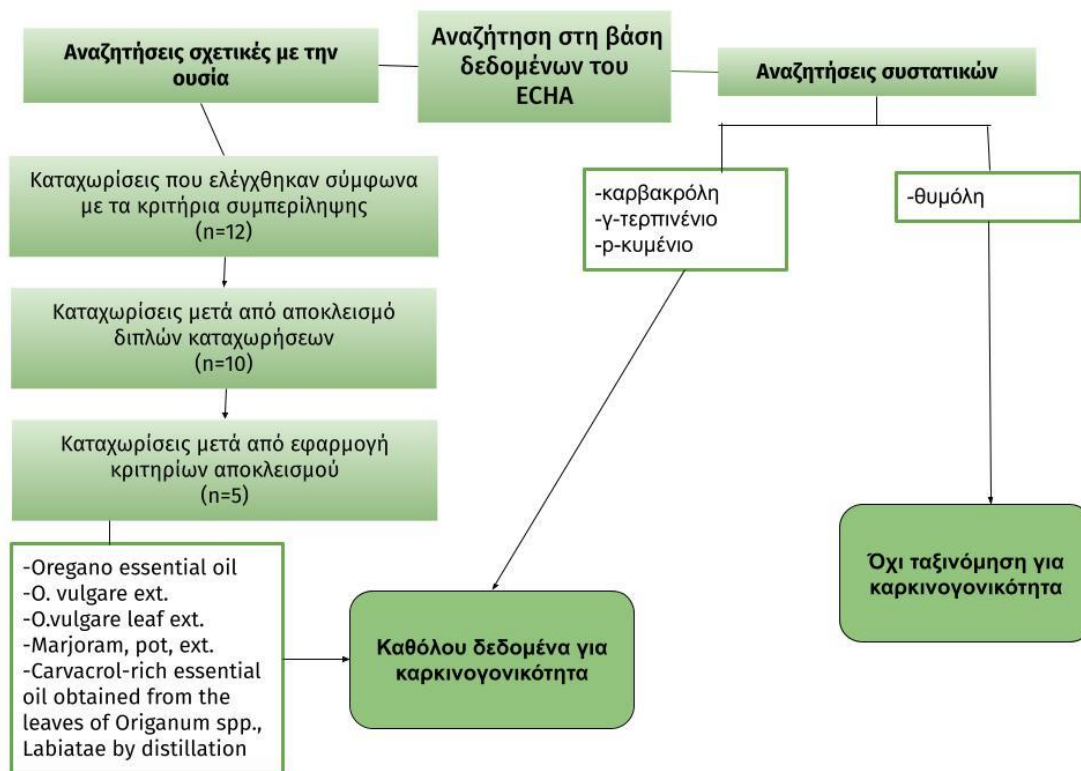 Αναζητήσεις σχετικές με την
ουσία
Αναζήτηση στη βάση
δεδομένων του
ECHA
Αναζητήσεις συστατικών
Καταχωρίσεις που ελέγχθηκαν σύμφωνα
με τα κριτήρια συμπερίληψης
(n=12)
-καρβακρόλη
-γ-τερπινένιο
-p-κυμένιο
-θυμόλη
Καταχωρίσεις μετά από αποκλεισμό
διπλών καταχωρήσεων
(n=10)
Καταχωρίσεις μετά από εφαρμογή
κριτηρίων αποκλεισμού
(n=5)
-Oregano essential oil
-O. vulgare ext.
-O.vulgare leaf ext.
-Marjoram, pot, ext.
-Carvacrol-rich essential
oil obtained from the
leaves of Origanum spp.,
Labiatae by distillation
Καθόλου δεδομένα για
καρκινογονικότητα
Όχι ταξινόμηση για
καρκινογονικότητα